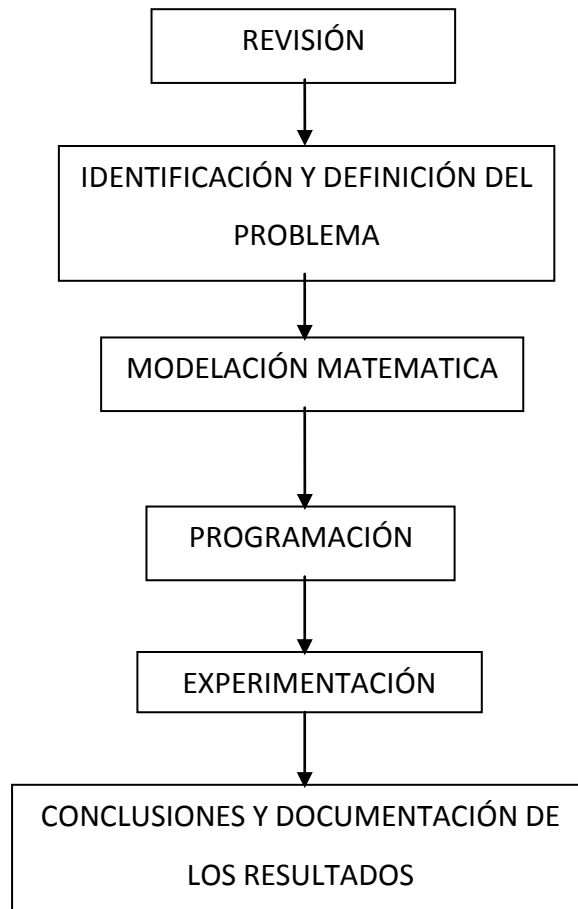 REVISIÓN
IDENTIFICACIÓN Y DEFINICIÓN DEL
PROBLEMA
MODELACIÓN MATEMATICA
PROGRAMACIÓN
EXPERIMENTACIÓN
CONCLUSIONES Y DOCUMENTACIÓN DE
LOS RESULTADOS